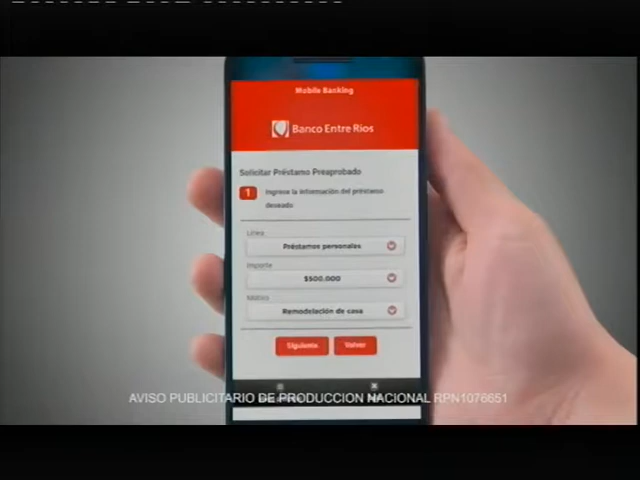 Mobile Banking
Banco Entre Ríos
Solicitar Préstamo Preaprobado
1
Ingrese la información del préstamo
deseado
Línea
Préstamos personales
Importe
$500,000
Motivo
Remodelación de casa
Siguiente
Volver
AVISO PUBLICITARIO DE PRODUCCION NACIONAL RPN1076651